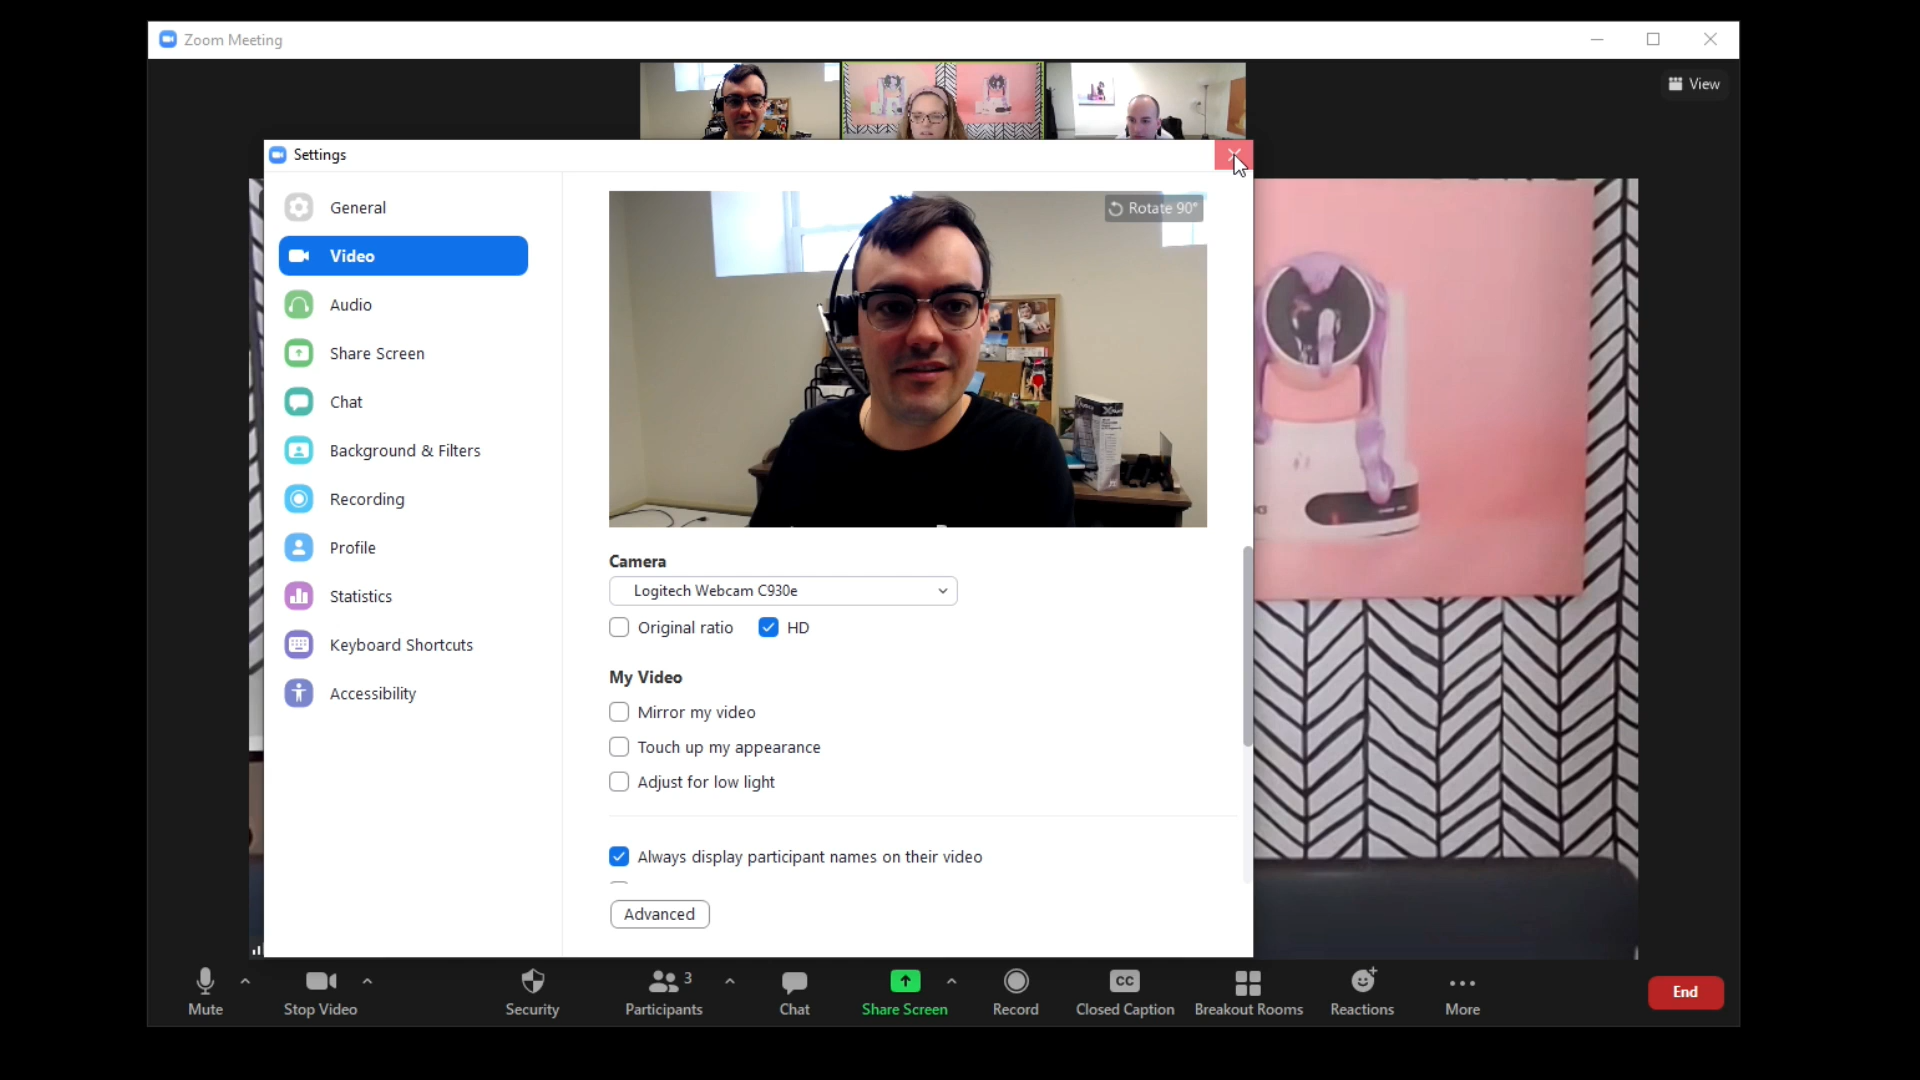 Zoom Meeting
View
Settings
General
Video
Audio
Share Screen
Chat
Background & Filters
Recording
Profile
Statistics
Keyboard Shortcuts
Accessibility
Rotate 90°
Camera
Logitech Webcam C930e
Original ratio
HD
My Video
Mirror my video
Touch up my appearance
Adjust for low light
Always display participant names on their video
Advanced
Mute
Stop Video
Security
3
Participants
Chat
Share Screen
Record
CC
Closed Caption
Breakout Rooms
Reactions
More
End